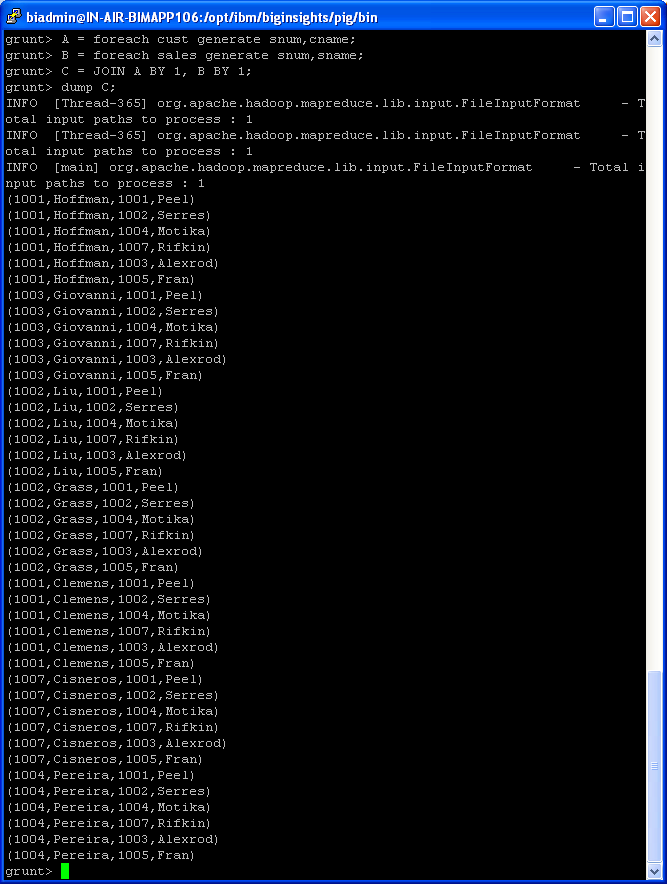 biadmin@IN-AIR-BIMAPP106:/opt/ibm/biginsights/pig/bin
grunt> A = foreach cust generate snum,cname;
grunt> B = foreach sales generate snum,sname;
grunt> C = JOIN A BY 1, B BY 1;
grunt> dump C;
INFO  [Thread-365] org.apache.hadoop.mapreduce.lib.input.FileInputFormat     - To
otal input paths to process : 1
INFO  [Thread-365] org.apache.hadoop.mapreduce.lib.input.FileInputFormat     - To
otal input paths to process : 1
INFO  [main] org.apache.hadoop.mapreduce.lib.input.FileInputFormat     - Total i
nput paths to process : 1
(1001,Hoffman,1001,Peel)
(1001,Hoffman,1002,Serres)
(1001,Hoffman,1004,Motika)
(1001,Hoffman,1007,Rifkin)
(1001,Hoffman,1003,Alexrod)
(1001,Hoffman,1005,Fran)
(1003,Giovanni,1001,Peel)
(1003,Giovanni,1002,Serres)
(1003,Giovanni,1004,Motika)
(1003,Giovanni,1007,Rifkin)
(1003,Giovanni,1003,Alexrod)
(1003,Giovanni,1005,Fran)
(1002,Liu,1001,Peel)
(1002,Liu,1002,Serres)
(1002,Liu,1004,Motika)
(1002,Liu,1007,Rifkin)
(1002,Liu,1003,Alexrod)
(1002,Liu,1005,Fran)
(1002,Grass,1001,Peel)
(1002,Grass,1002,Serres)
(1002,Grass,1004,Motika)
(1002,Grass,1007,Rifkin)
(1002,Grass,1003,Alexrod)
(1002,Grass,1005,Fran)
(1001,Clemens,1001,Peel)
(1001,Clemens,1002,Serres)
(1001,Clemens,1004,Motika)
(1001,Clemens,1007,Rifkin)
(1001,Clemens,1003,Alexrod)
(1001,Clemens,1005,Fran)
(1007,Cisneros,1001,Peel)
(1007,Cisneros,1002,Serres)
(1007,Cisneros,1004,Motika)
(1007,Cisneros,1007,Rifkin)
(1007,Cisneros,1003,Alexrod)
(1007,Cisneros,1005,Fran)
(1004,Pereira,1001,Peel)
(1004,Pereira,1002,Serres)
(1004,Pereira,1004,Motika)
(1004,Pereira,1007,Rifkin)
(1004,Pereira,1003,Alexrod)
(1004,Pereira,1005,Fran)
grunt>